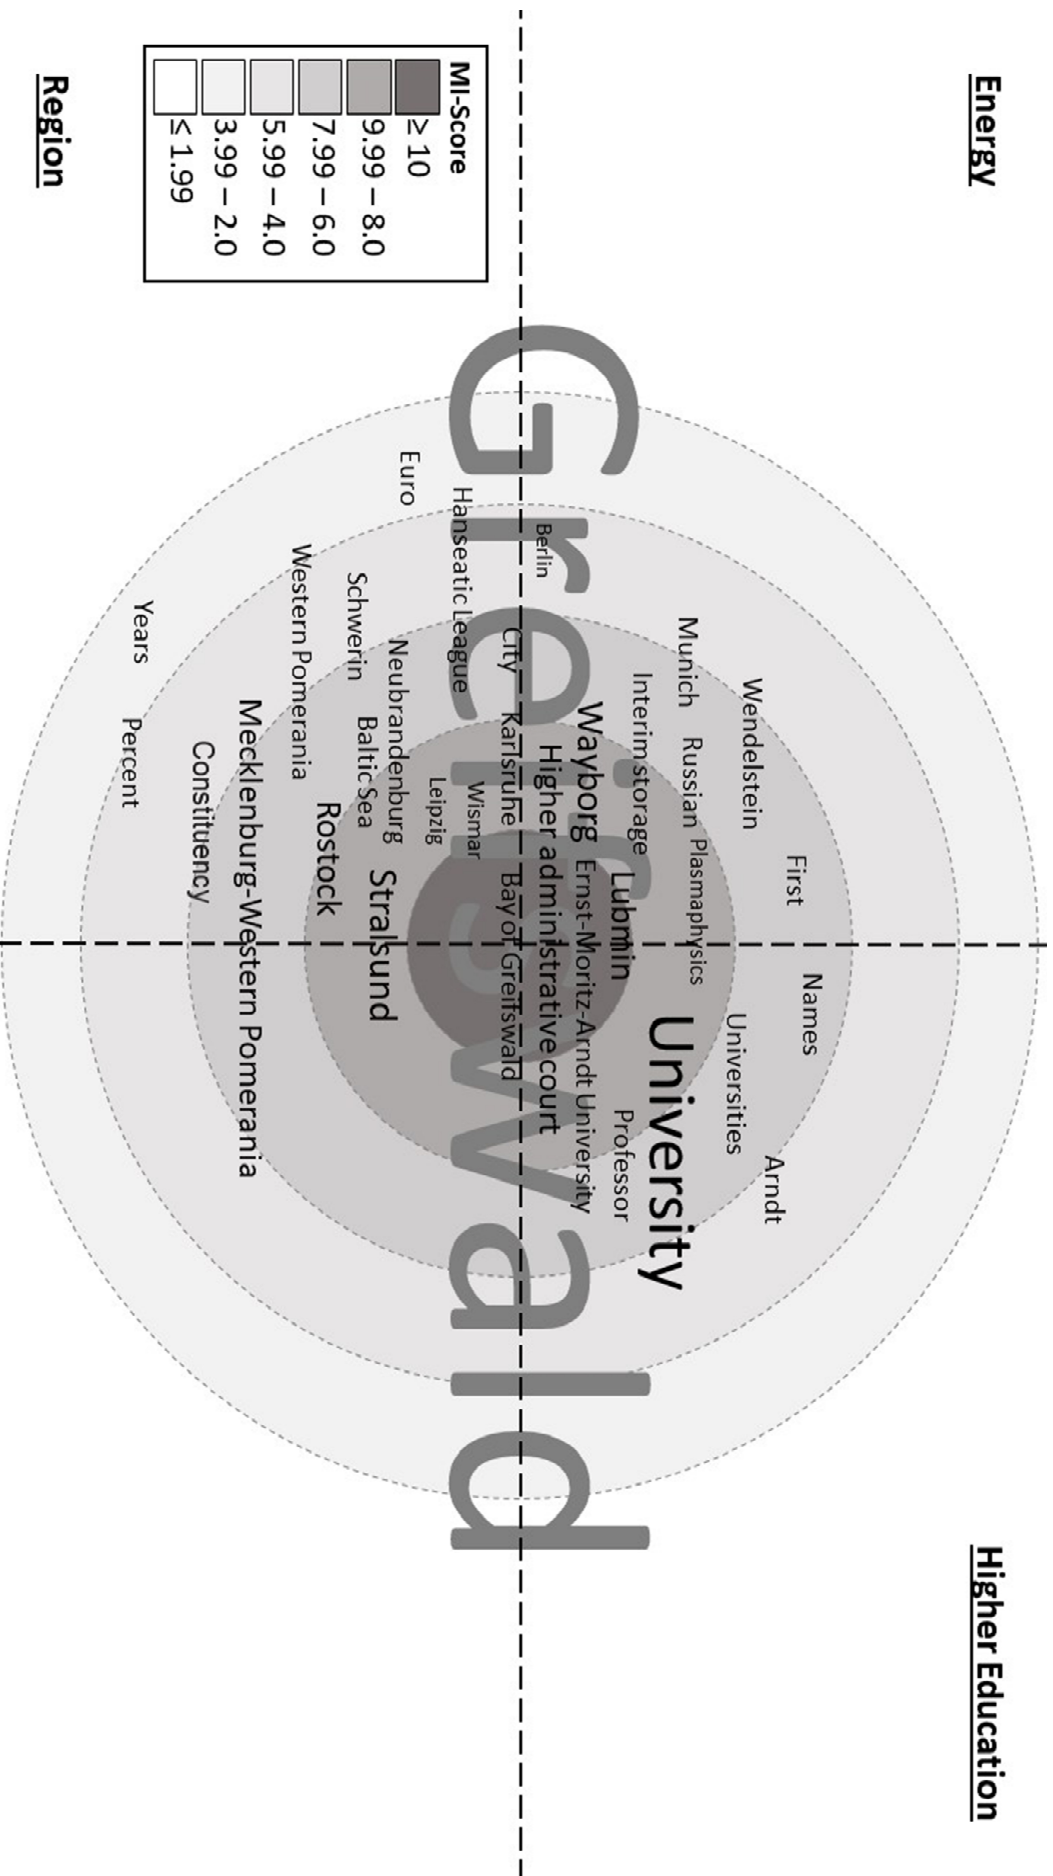 Energy
Higher Education
Names
First
Arndt
Wendelstein
Universities
Munich
Russian
Plasmaphysics
University
Interimstorage
Lubmin
Professor
Wayborg
Ernst-Moritz-Arndt University
Higher administrative court
Berlin
Greifswald
City
Karlsruhe
Bay of Greifswald
Hanseatic League
Wismar
Leipzig
Euro
Neubrandenburg
Stralsund
Schwerin
Baltic Sea
Rostock
Western Pomerania
Mecklenburg-Western Pomerania
Constituency
Years
Percent
MI-Score
≥ 10
9.99 – 8.0
7.99 – 6.0
5.99 – 4.0
3.99 – 2.0
≤ 1.99
Region